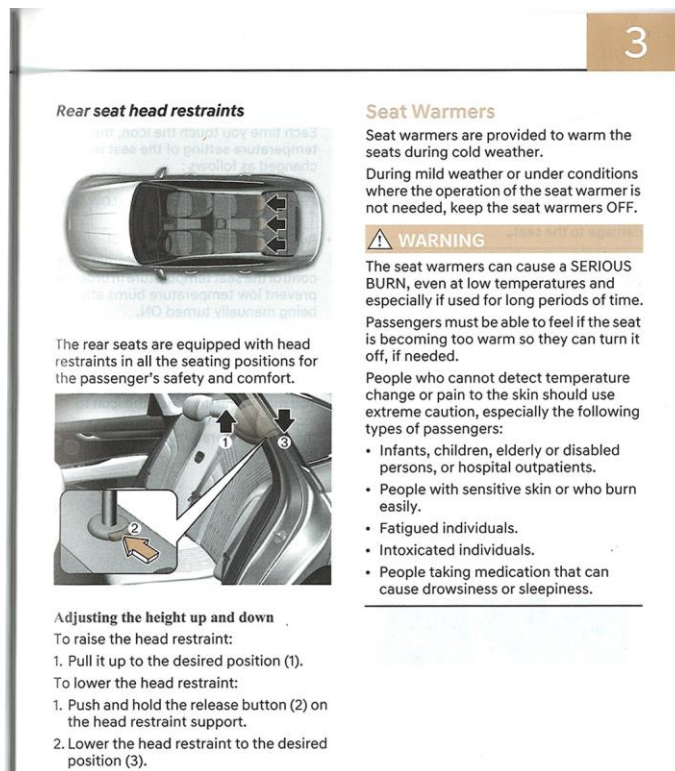 3
Rear seat head restraints
The rear seats are equipped with head
restraints in all the seating positions for
the passenger's safety and comfort.
1
3
2
Adjusting the height up and down
To raise the head restraint:
1. Pull it up to the desired position (1).
To lower the head restraint:
1. Push and hold the release button (2) on
the head restraint support.
2. Lower the head restraint to the desired
position (3).
Seat Warmers
Seat warmers are provided to warm the
seats during cold weather.
During mild weather or under conditions
where the operation of the seat warmer is
not needed, keep the seat warmers OFF.
WARNING
The seat warmers can cause a SERIOUS
BURN, even at low temperatures and
especially if used for long periods of time.
Passengers must be able to feel if the seat
is becoming too warm so they can turn it
off, if needed.
People who cannot detect temperature
change or pain to the skin should use
extreme caution, especially the following
types of passengers:
• Infants, children, elderly or disabled
persons, or hospital outpatients.
• People with sensitive skin or who burn
easily.
• Fatigued individuals.
• Intoxicated individuals.
• People taking medication that can
cause drowsiness or sleepiness.